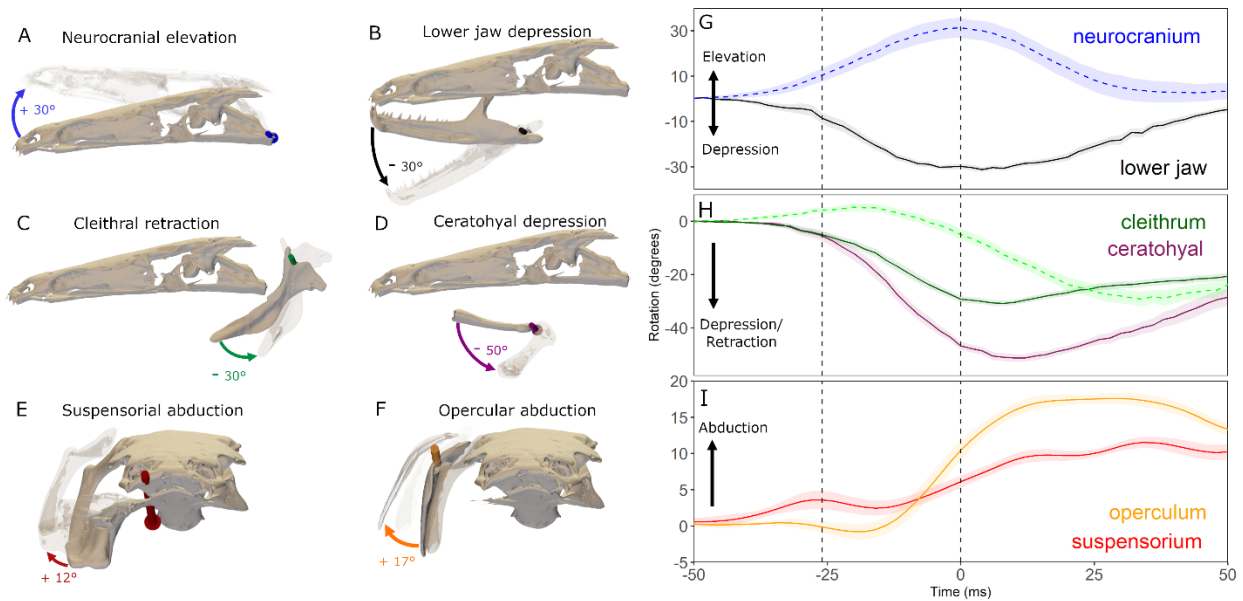 A
Neurocranial elevation
+ 30°
B
Lower jaw depression
- 30°
C
Cleithral retraction
- 30°
D
Ceratohyal depression
- 50°
E
Suspensorial abduction
+ 12°
F
Opercular abduction
+ 17°
G
neurocranium
Elevation
Depression
lower jaw
30
10
-10
-30
H
cleithrum
ceratohyal
Depression/
Retraction
0
-20
-40
Rotation (degrees)
I
Abduction
operculum
suspensorium
20
15
10
5
0
-5
-50
-25
0
25
50
Time (ms)